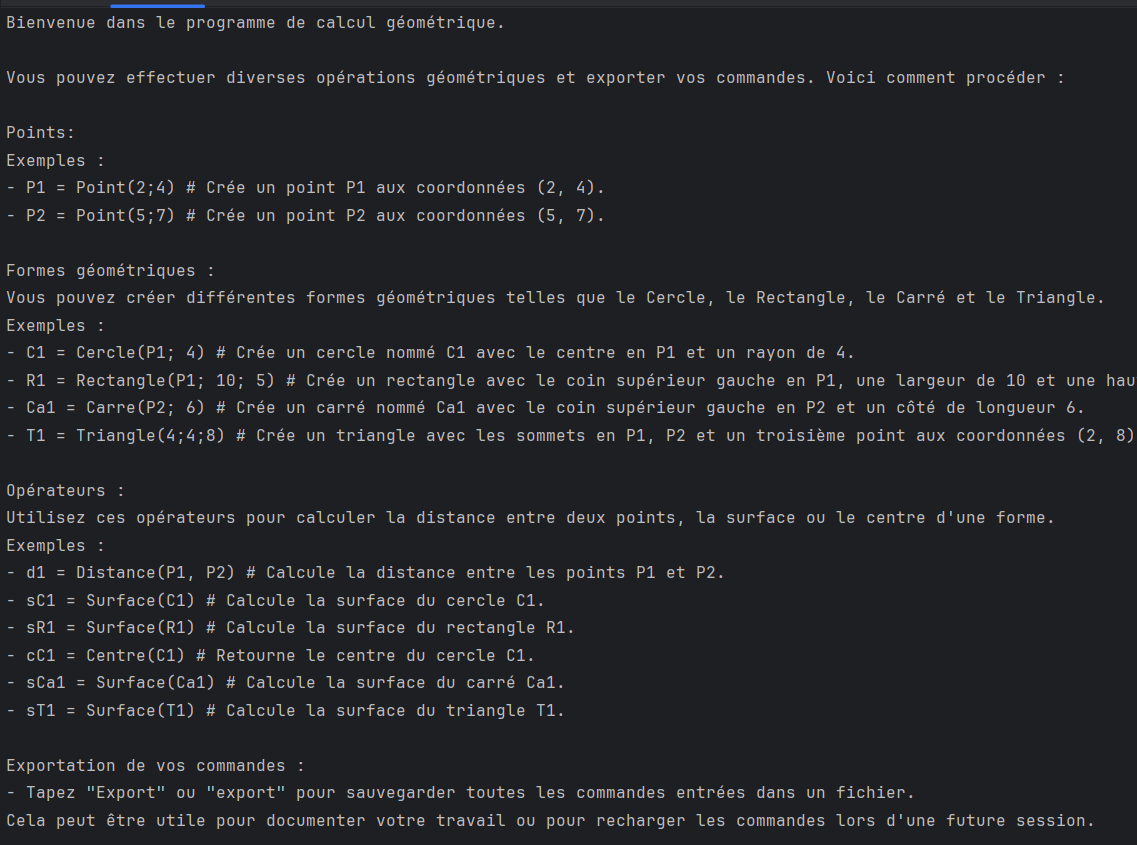 Bienvenue dans le programme de calcul géométrique.
Vous pouvez effectuer diverses opérations géométriques et exporter vos commandes. Voici comment procéder :
Points:
Exemples :
- P1 = Point(2;4) # Crée un point P1 aux coordonnées (2, 4).
- P2 = Point(5;7) # Crée un point P2 aux coordonnées (5, 7).
Formes géométriques :
Vous pouvez créer différentes formes géométriques telles que le Cercle, le Rectangle, le Carré et le Triangle.
Exemples :
- C1 = Cercle(P1; 4) # Crée un cercle nommé C1 avec le centre en P1 et un rayon de 4.
- R1 = Rectangle(P1; 10; 5) # Crée un rectangle avec le coin supérieur gauche en P1, une largeur de 10 et une hau
- Ca1 = Carre(P2; 6) # Crée un carré nommé Ca1 avec le coin supérieur gauche en P2 et un côté de longueur 6.
- T1 = Triangle(4;4;8) # Crée un triangle avec les sommets en P1, P2 et un troisième point aux coordonnées (2, 8)
Opérateurs :
Utilisez ces opérateurs pour calculer la distance entre deux points, la surface ou le centre d'une forme.
Exemples :
- d1 = Distance(P1, P2) # Calcule la distance entre les points P1 et P2.
- sC1 = Surface(C1) # Calcule la surface du cercle C1.
- sR1 = Surface(R1) # Calcule la surface du rectangle R1.
- cC1 = Centre(C1) # Retourne le centre du cercle C1.
- sCa1 = Surface(Ca1) # Calcule la surface du carré Ca1.
- sT1 = Surface(T1) # Calcule la surface du triangle T1.
Exportation de vos commandes :
- Tapez "Export" ou "export" pour sauvegarder toutes les commandes entrées dans un fichier.
Cela peut être utile pour documenter votre travail ou pour recharger les commandes lors d'une future session.